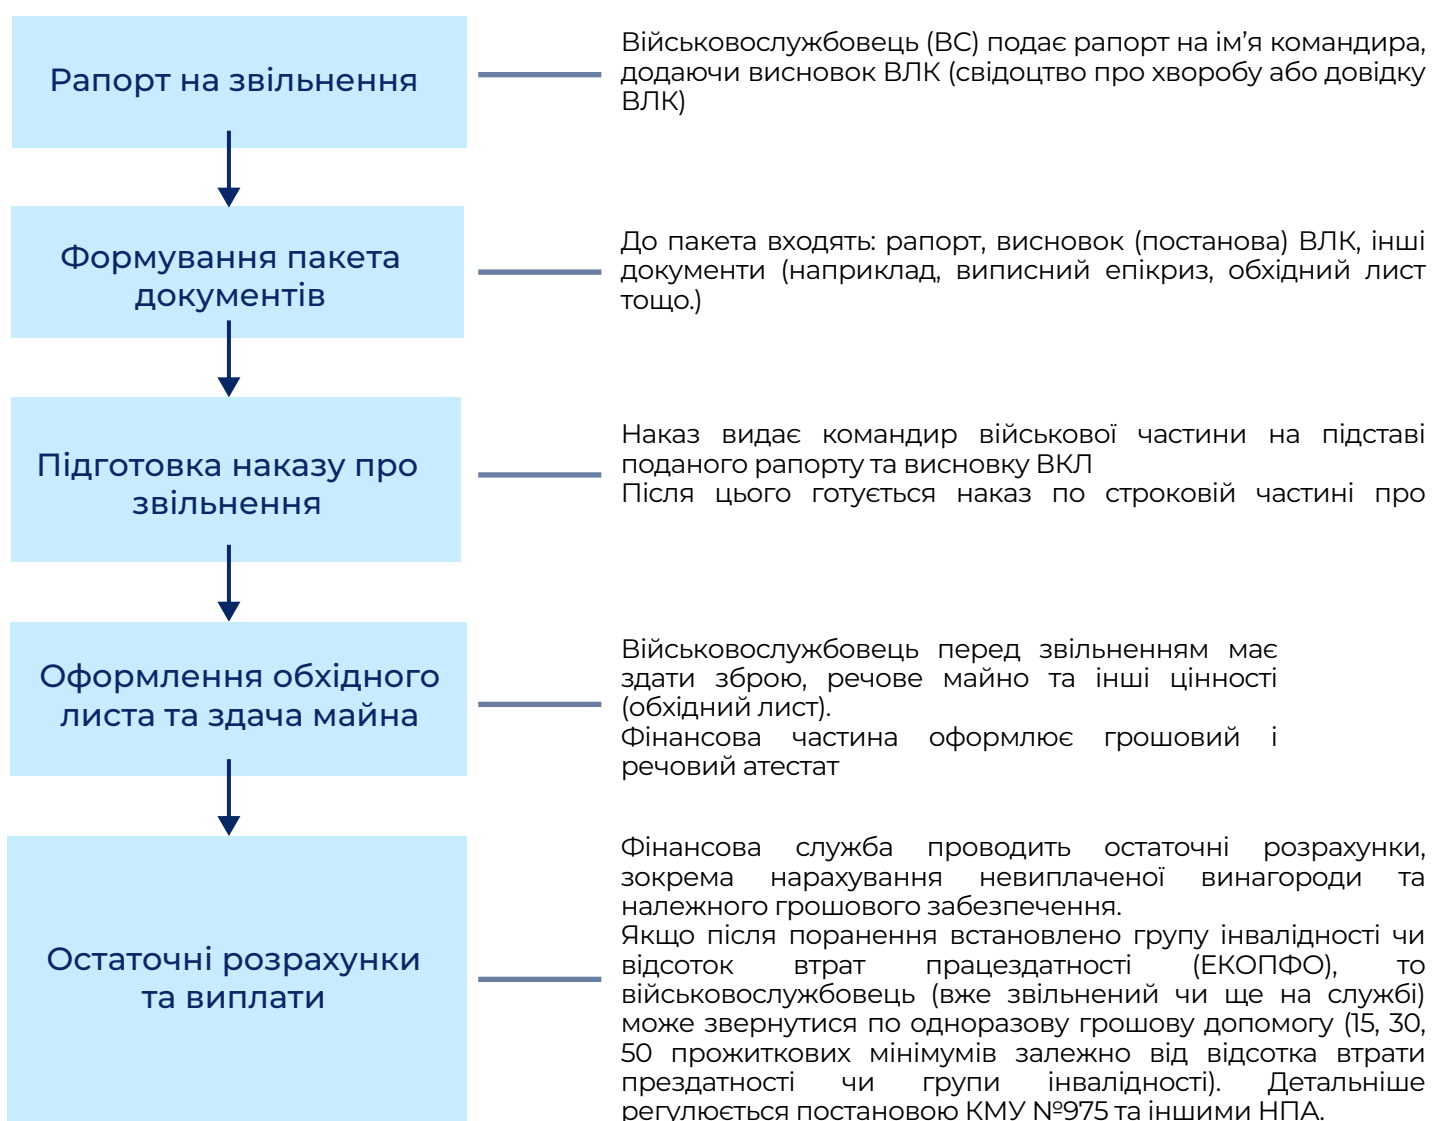 Рапорт на звільнення
Військовослужбовець (ВС) подає рапорт на ім’я командира,
додаючи висновок ВЛК (свідоцтво про хворобу або довідку
ВЛК)
Формування пакета
документів
До пакета входять: рапорт, висновок (постанова) ВЛК, інші
документи (наприклад, виписний епікриз, обхідний лист
тощо.)
Підготовка наказу про
звільнення
Наказ видає командир військової частини на підставі
поданого рапорту та висновку ВКЛ
Після цього готується наказ по строковій частині про
Оформлення обхідного
листа та здача майна
Військовослужбовець перед звільненням має
здати зброю, речове майно та інші цінності
(обхідний лист).
Фінансова частина оформлює грошовий і
речовий атестат
Остаточні розрахунки
та виплати
Фінансова служба проводить остаточні розрахунки,
зокрема нарахування невиплаченої винагороди та
належного грошового забезпечення.
Якщо після поранення встановлено групу інвалідності чи
відсоток втрат працездатності (ЕКОПФО), то
військовослужбовець (вже звільнений чи ще на службі)
може звернутися по одноразову грошову допомогу (15, 30,
50 прожиткових мінімумів залежно від відсотка втрати
прездатності чи групи інвалідності). Детальніше
регулюється постановою КМУ №975 та іншими НПА.